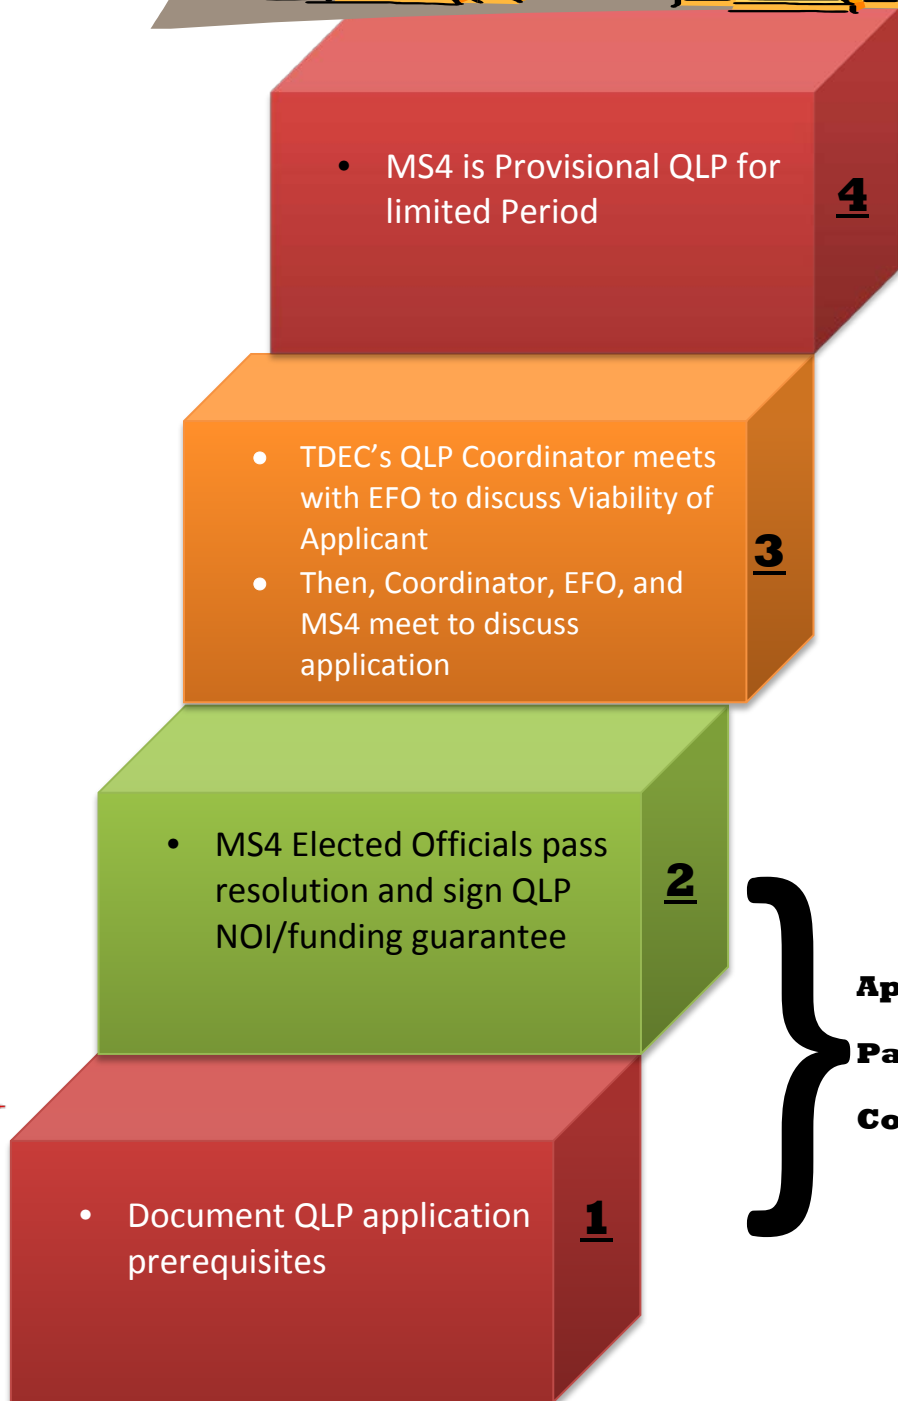 • MS4 is Provisional QLP for
limited Period
4
• TDEC’s QLP Coordinator meets
with EFO to discuss Viability of
Applicant
• Then, Coordinator, EFO, and
MS4 meet to discuss
application
3
• MS4 Elected Officials pass
resolution and sign QLP
NOI/funding guarantee
2
• Document QLP application
prerequisites
1